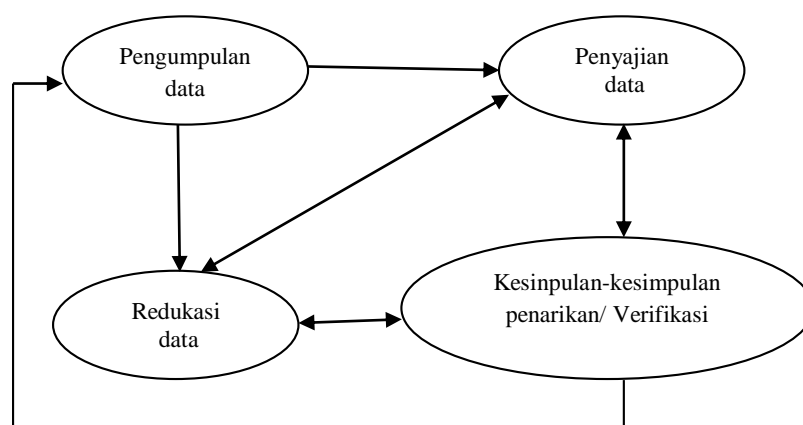 Pengumpulan
data
Penyajian
data
Redukasi
data
Kesinpulan-kesimpulan
penarikan/ Verifikasi